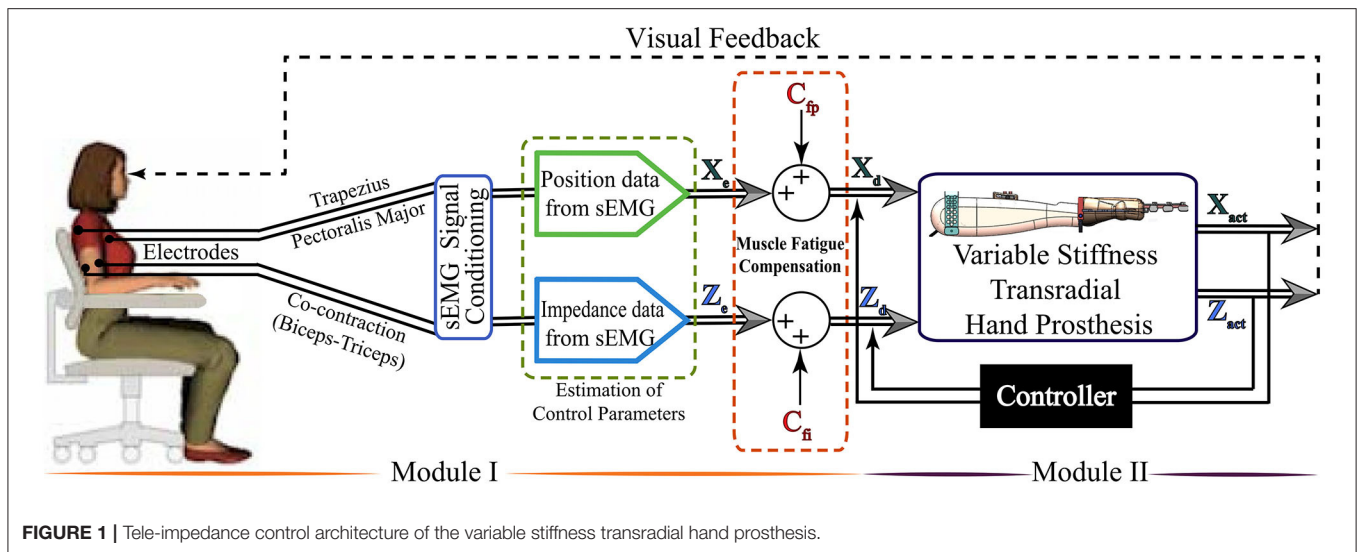 Visual Feedback
C_fp
Trapezius
Pectoralis Major
Electrodes
Co-contraction
(Biceps-Triceps)
sEMG Signal
Conditioning
Position data
from sEMG
Impedance data
from sEMG
Estimation of
Control Parameters
X_e
Z_e
+
+
Muscle Fatigue
Compensation
+
+
C_fi
X_d
Z_d
Variable Stiffness
Transradial
Hand Prosthesis
X_act
Z_act
Controller
Module I
Module II
FIGURE 1 | Tele-impedance control architecture of the variable stiffness transradial hand prosthesis.